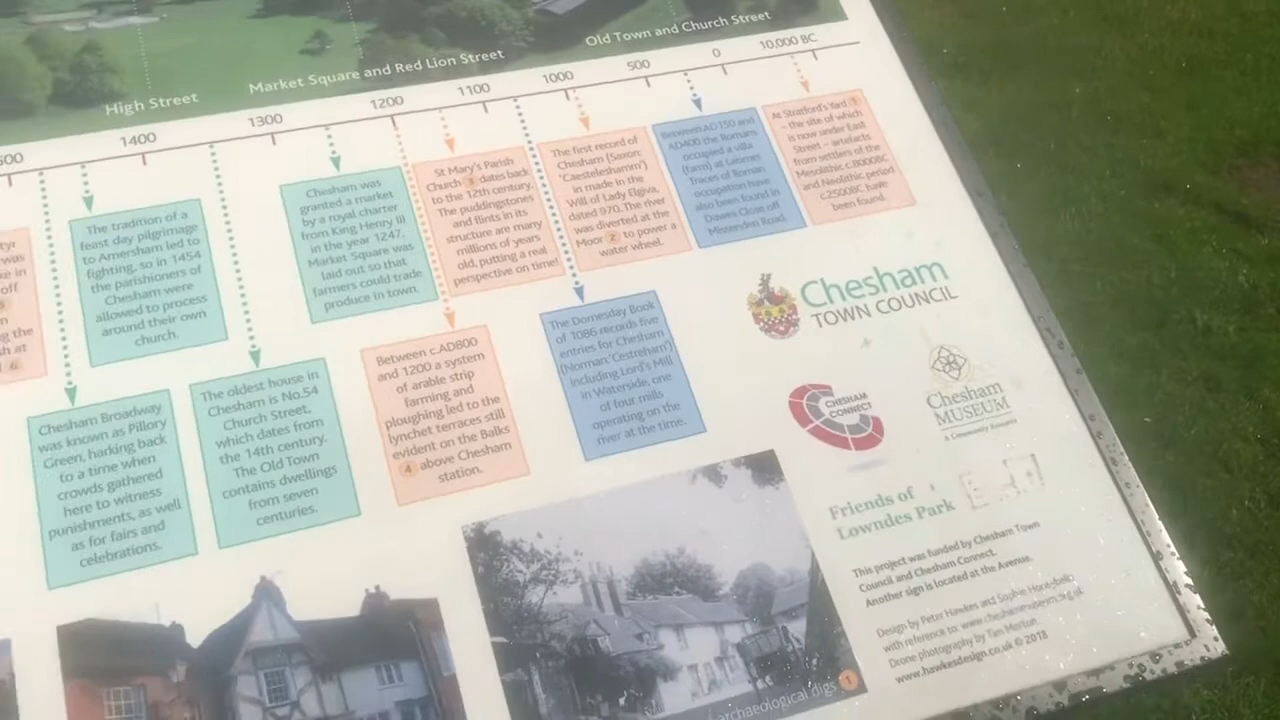 Old Town and Church Street
Market Square and Red Lion Street
High Street
10,000 BC
0
500
1000
1100
1200
1300
1400
At Stratford's Yard 1
– the site of which
is now under East
Street – artefacts
from settlers of the
Mesolithic c.8000BC
and Neolithic period
c2500BC have
been found.
Between AD150 and
AD400 the Romans
occupied a villa
(farm) at Latimer.
Traces of Roman
occupation have
also been found in
Dawes Close off
Missenden Road.
The first record of
Chesham (Saxon:
'Caesteleshamm')
in made in the
Will of Lady Elgiva,
dated 970. The river
was diverted at the
Moor 2 to power a
water wheel.
St Mary's Parish
Church 3 dates back
to the 12th century.
The puddingstones
and flints in its
structure are many
millions of years
old, putting a real
perspective on time!
Chesham was
granted a market
by a royal charter
from King Henry III
in the year 1247.
Market Square was
laid out so that
farmers could trade
produce in town.
The tradition of a
feast day pilgrimage
to Amersham led to
fighting, so in 1454
the parishioners of
Chesham were
allowed to process
around their own
church.
The Domesday Book
of 1086 records five
entries for Chesham
(Norman:'Cestreham')
including Lord's Mill
in Waterside, one
of four mills
operating on the
river at the time.
Between c.AD800
and 1200 a system
of arable strip
farming and
ploughing led to the
lynchet terraces still
evident on the Balks
4 above Chesham
station.
The oldest house in
Chesham is No.54
Church Street,
which dates from
the 14th century.
The Old Town
contains dwellings
from seven
centuries.
Chesham Broadway
was known as Pillory
Green, harking back
to a time when
crowds gathered
here to witness
punishments, as well
as for fairs and
celebrations.
Chesham
TOWN COUNCIL
CHESHAM
CONNECT
Chesham
MUSEUM
A Community Resource
Friends of
Lowndes Park
This project was funded by Chesham Town
Council and Chesham Connect.
Another sign is located at the Avenue.
Design by Peter Hawkes and Sophie Horesbelo
with reference to: www.cheshammuseum.org.uk
Drone photography by Tim Morton
www.hawkesdesign.co.uk © 2018
archaeological digs 1